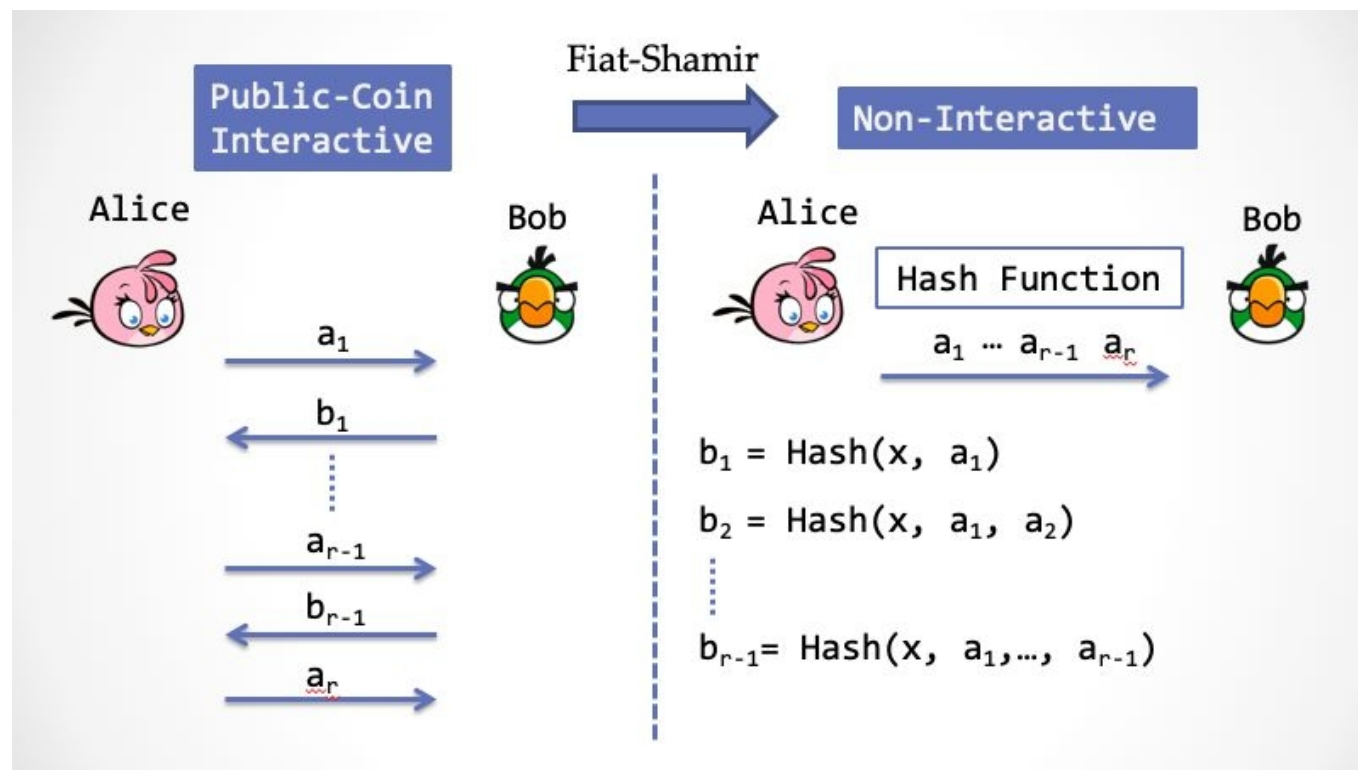 Fiat-Shamir
Public-Coin
Interactive
Non-Interactive
Alice
Bob
a₁
b₁
aᵣ₋₁
bᵣ₋₁
aᵣ
Alice
Bob
Hash Function
a₁ … aᵣ₋₁ aᵣ
b₁ = Hash(x, a₁)
b₂ = Hash(x, a₁, a₂)
bᵣ₋₁= Hash(x, a₁,…, aᵣ₋₁)